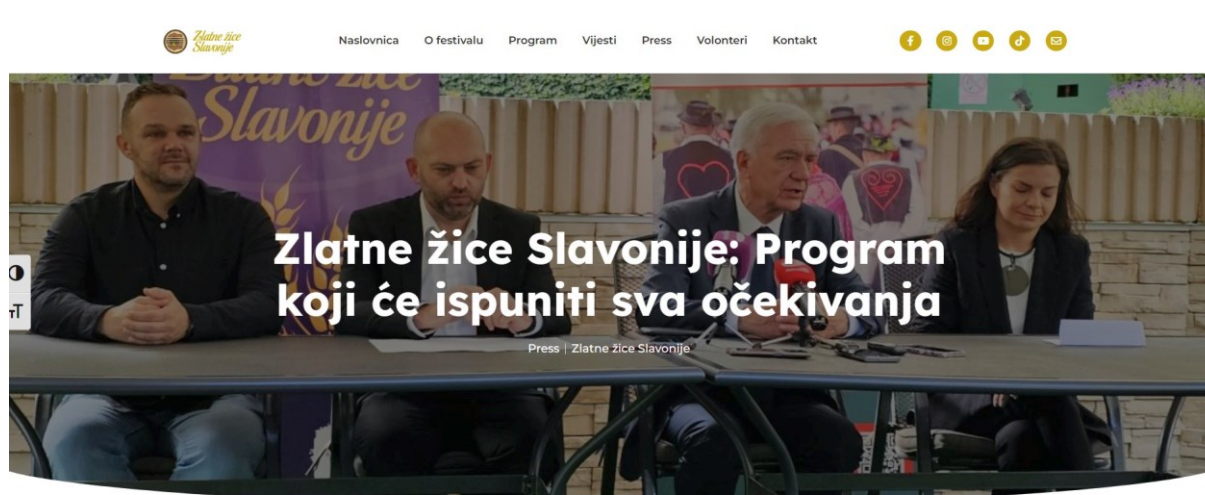 Zlatne žice
Slavonije
Naslovnica
O festivalu
Program
Vijesti
Press
Volonteri
Kontakt
Zlatne žice
Slavonije
Zlatne žice Slavonije: Program
koji će ispuniti sva očekivanja
Press | Zlatne žice Slavonije